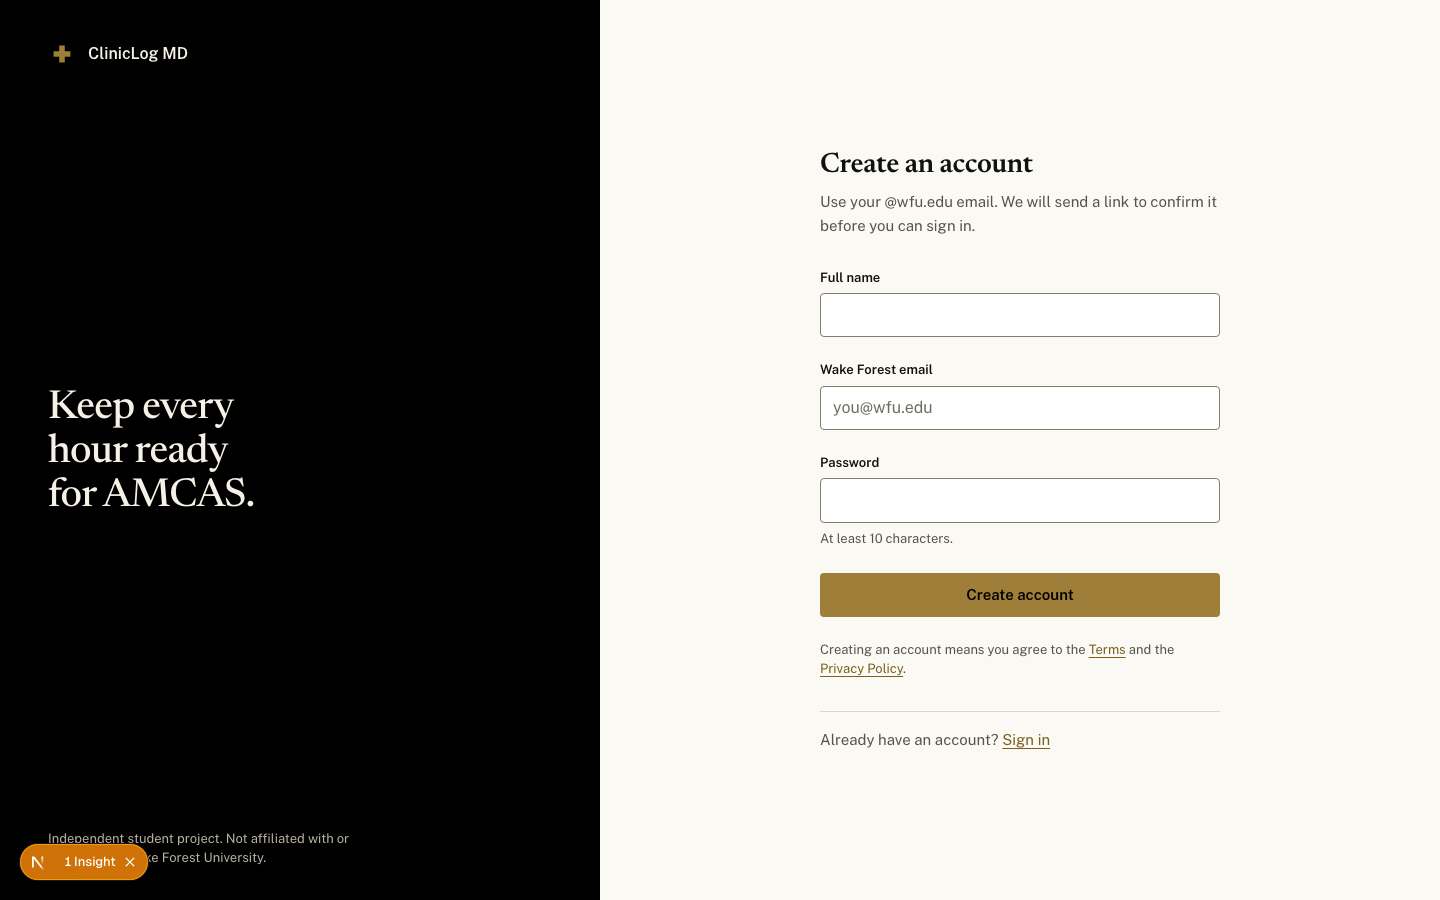 ClinicLog MD
Keep every
hour ready
for AMCAS.
Independent student project. Not affiliated with or
ke Forest University.
1 Insight
Create an account
Use your @wfu.edu email. We will send a link to confirm it
before you can sign in.
Full name
Wake Forest email
you@wfu.edu
Password
At least 10 characters.
Create account
Creating an account means you agree to the Terms and the
Privacy Policy.
Already have an account? Sign in